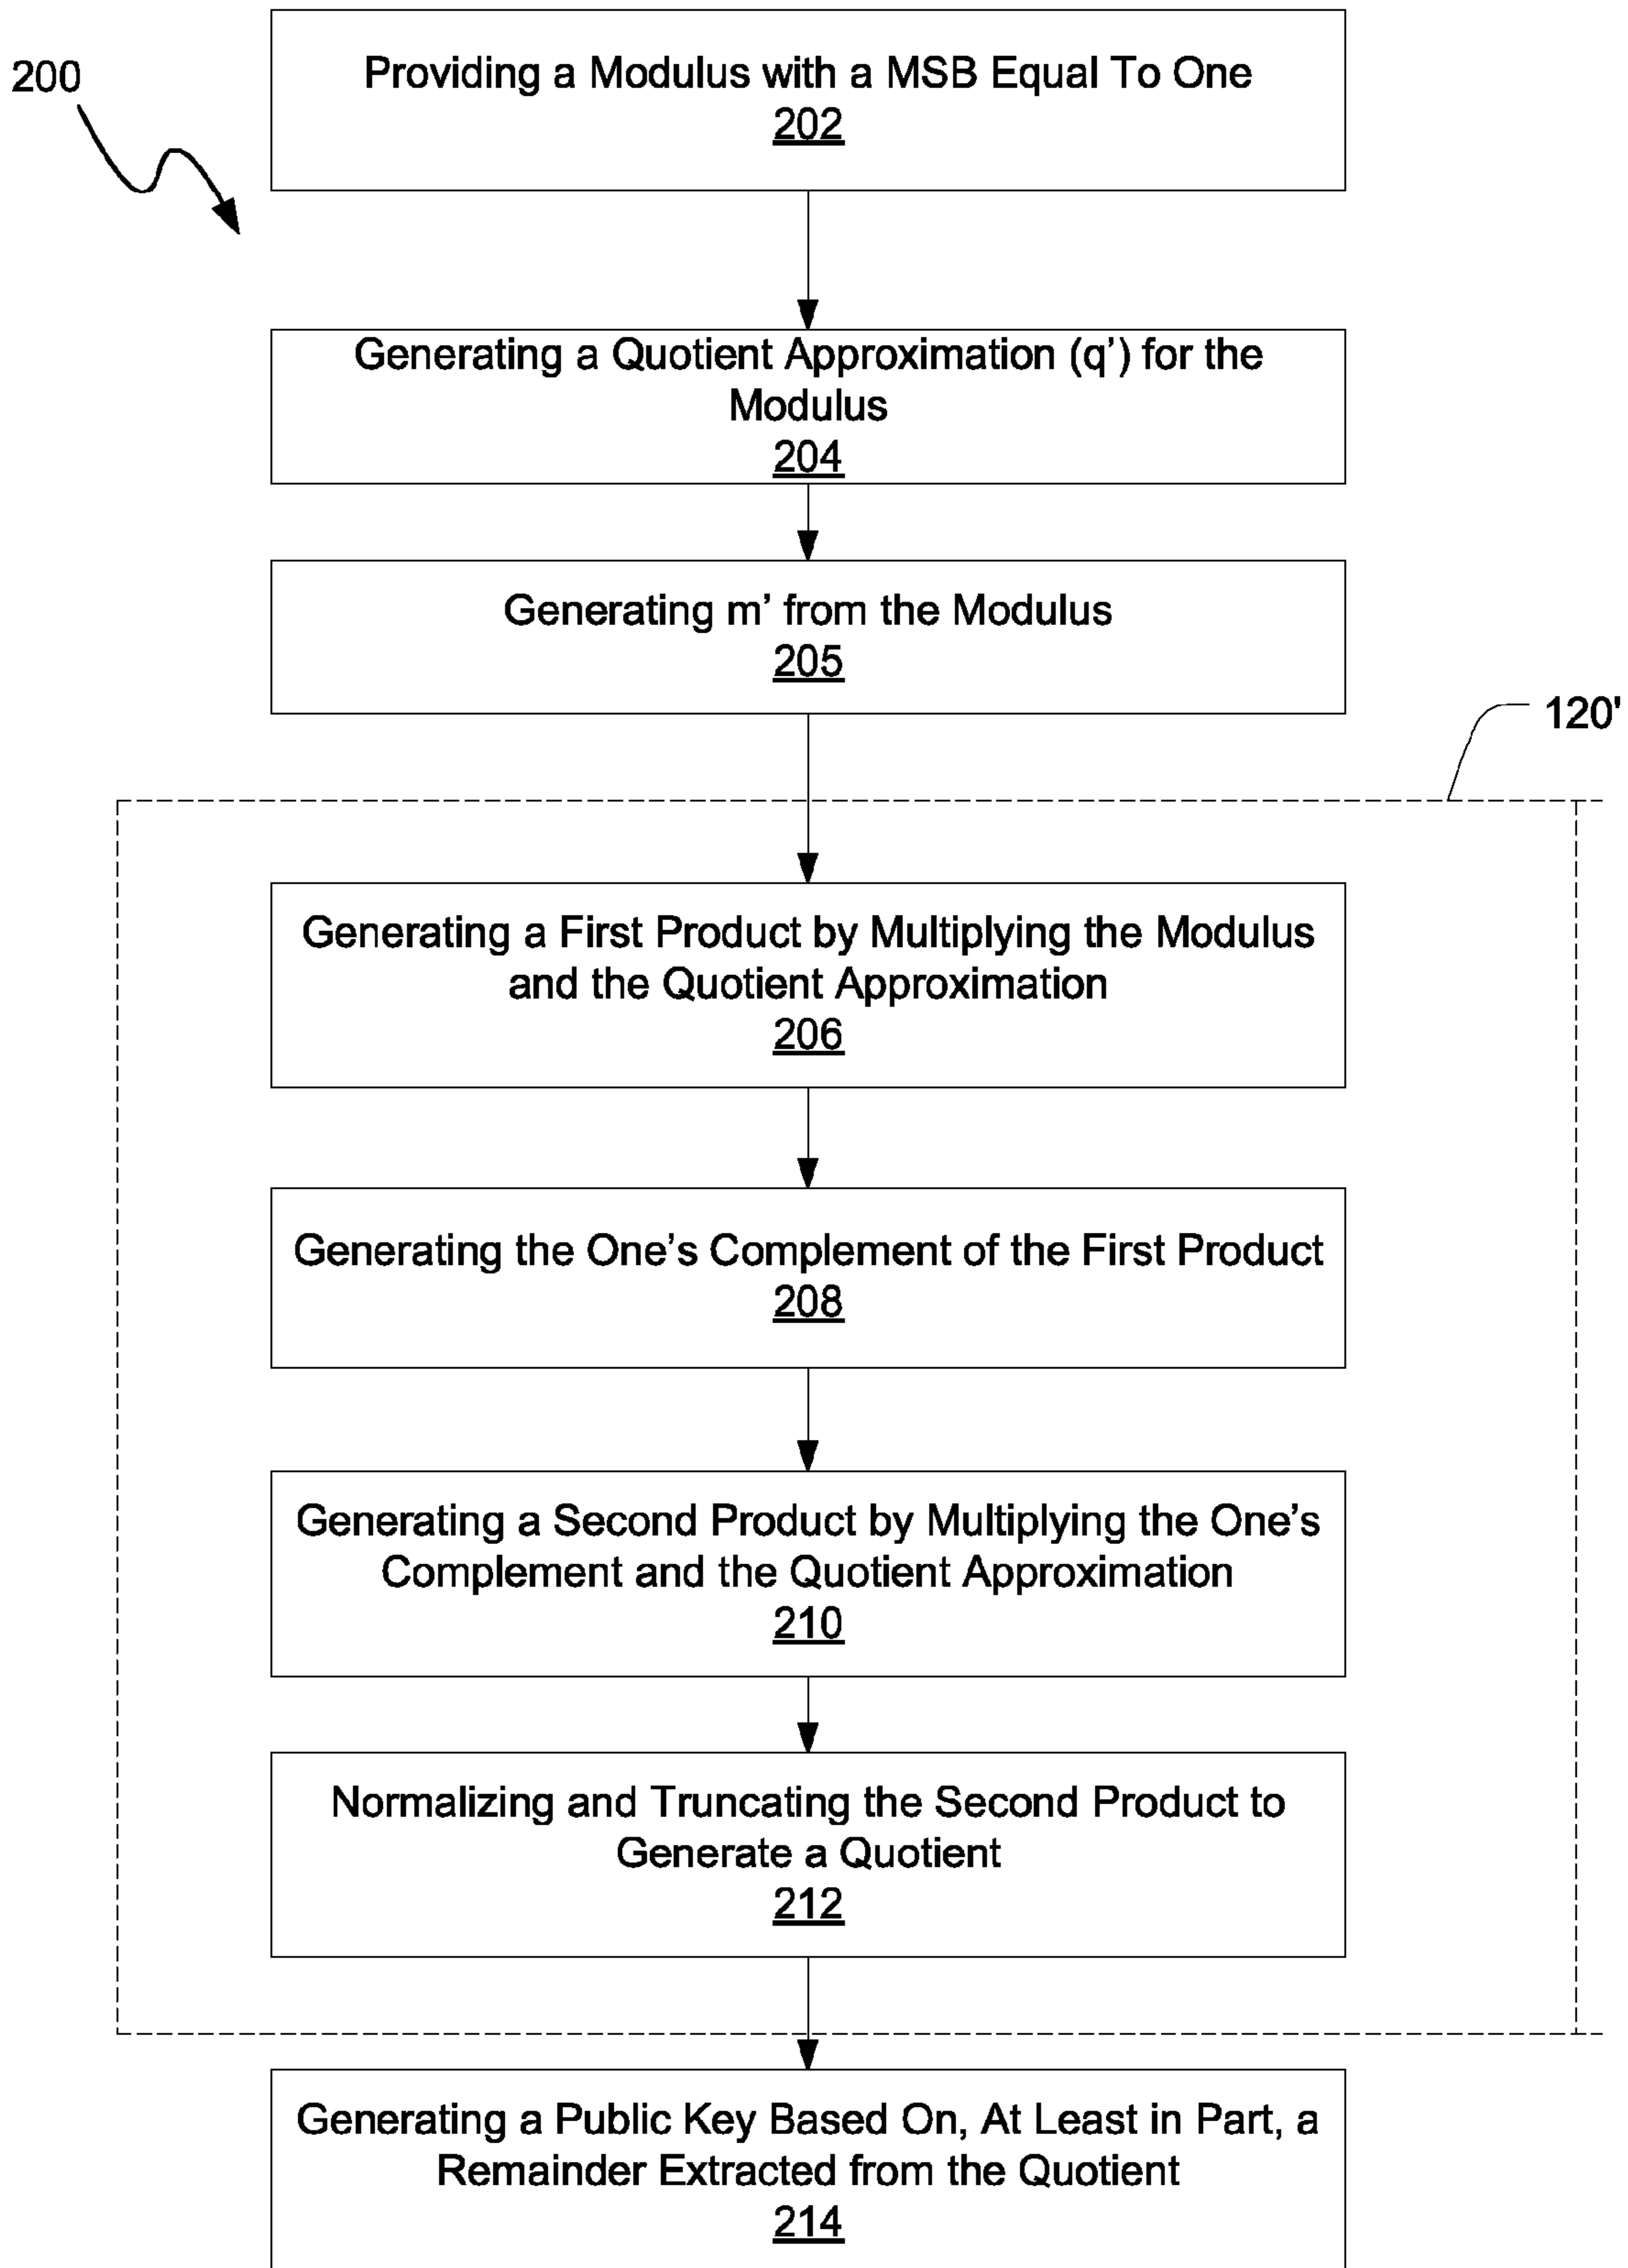 200
Providing a Modulus with a MSB Equal To One
202
Generating a Quotient Approximation (q’) for the
Modulus
204
Generating m’ from the Modulus
205
120'
Generating a First Product by Multiplying the Modulus
and the Quotient Approximation
206
Generating the One’s Complement of the First Product
208
Generating a Second Product by Multiplying the One’s
Complement and the Quotient Approximation
210
Normalizing and Truncating the Second Product to
Generate a Quotient
212
Generating a Public Key Based On, At Least in Part, a
Remainder Extracted from the Quotient
214